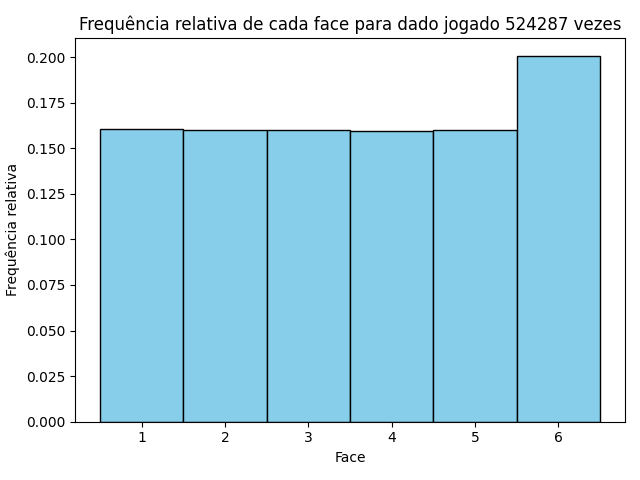 Frequência relativa de cada face para dado jogado 524287 vezes
0.200
0.175
0.150
0.125
0.100
0.075
0.050
0.025
0.000
Frequência relativa
1 2 3 4 5 6
Face